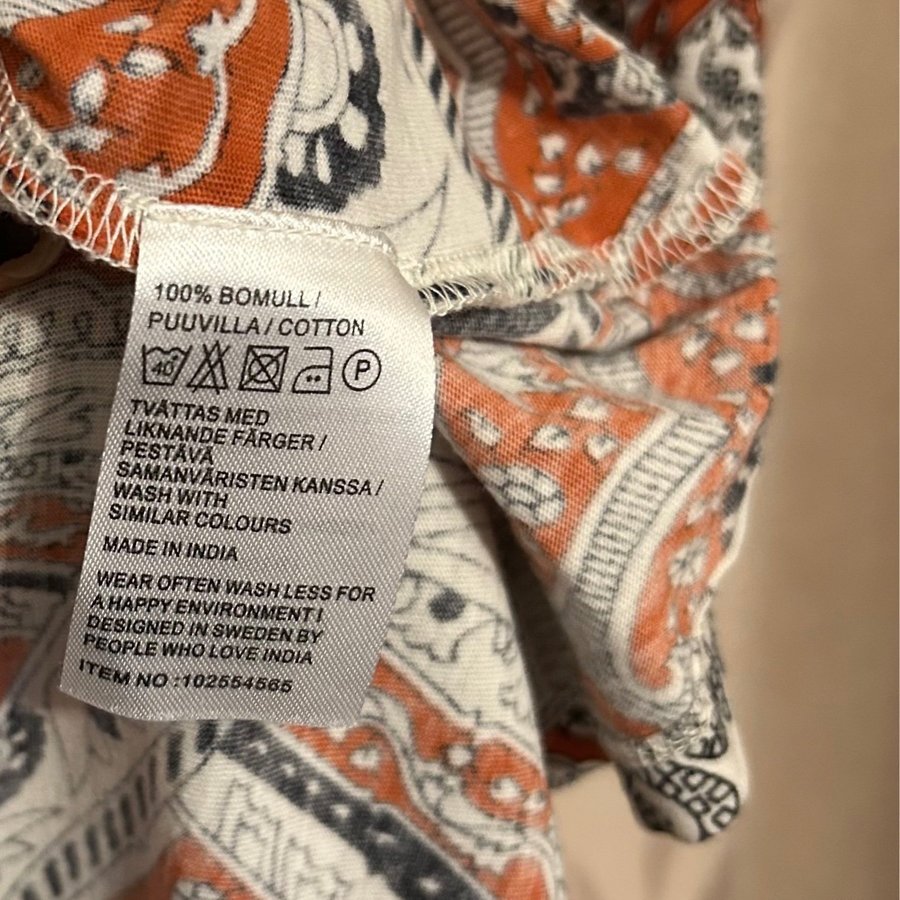 100% BOMULL /
PUUVILLA / COTTON
40 P
TVÄTTAS MED
LIKNANDE FÄRGER /
PESTÄVÄ
SAMANVÄRISTEN KANSSA /
WASH WITH
SIMILAR COLOURS
MADE IN INDIA
WEAR OFTEN WASH LESS FOR
A HAPPY ENVIRONMENT I
DESIGNED IN SWEDEN BY
PEOPLE WHO LOVE INDIA
ITEM NO :102554565